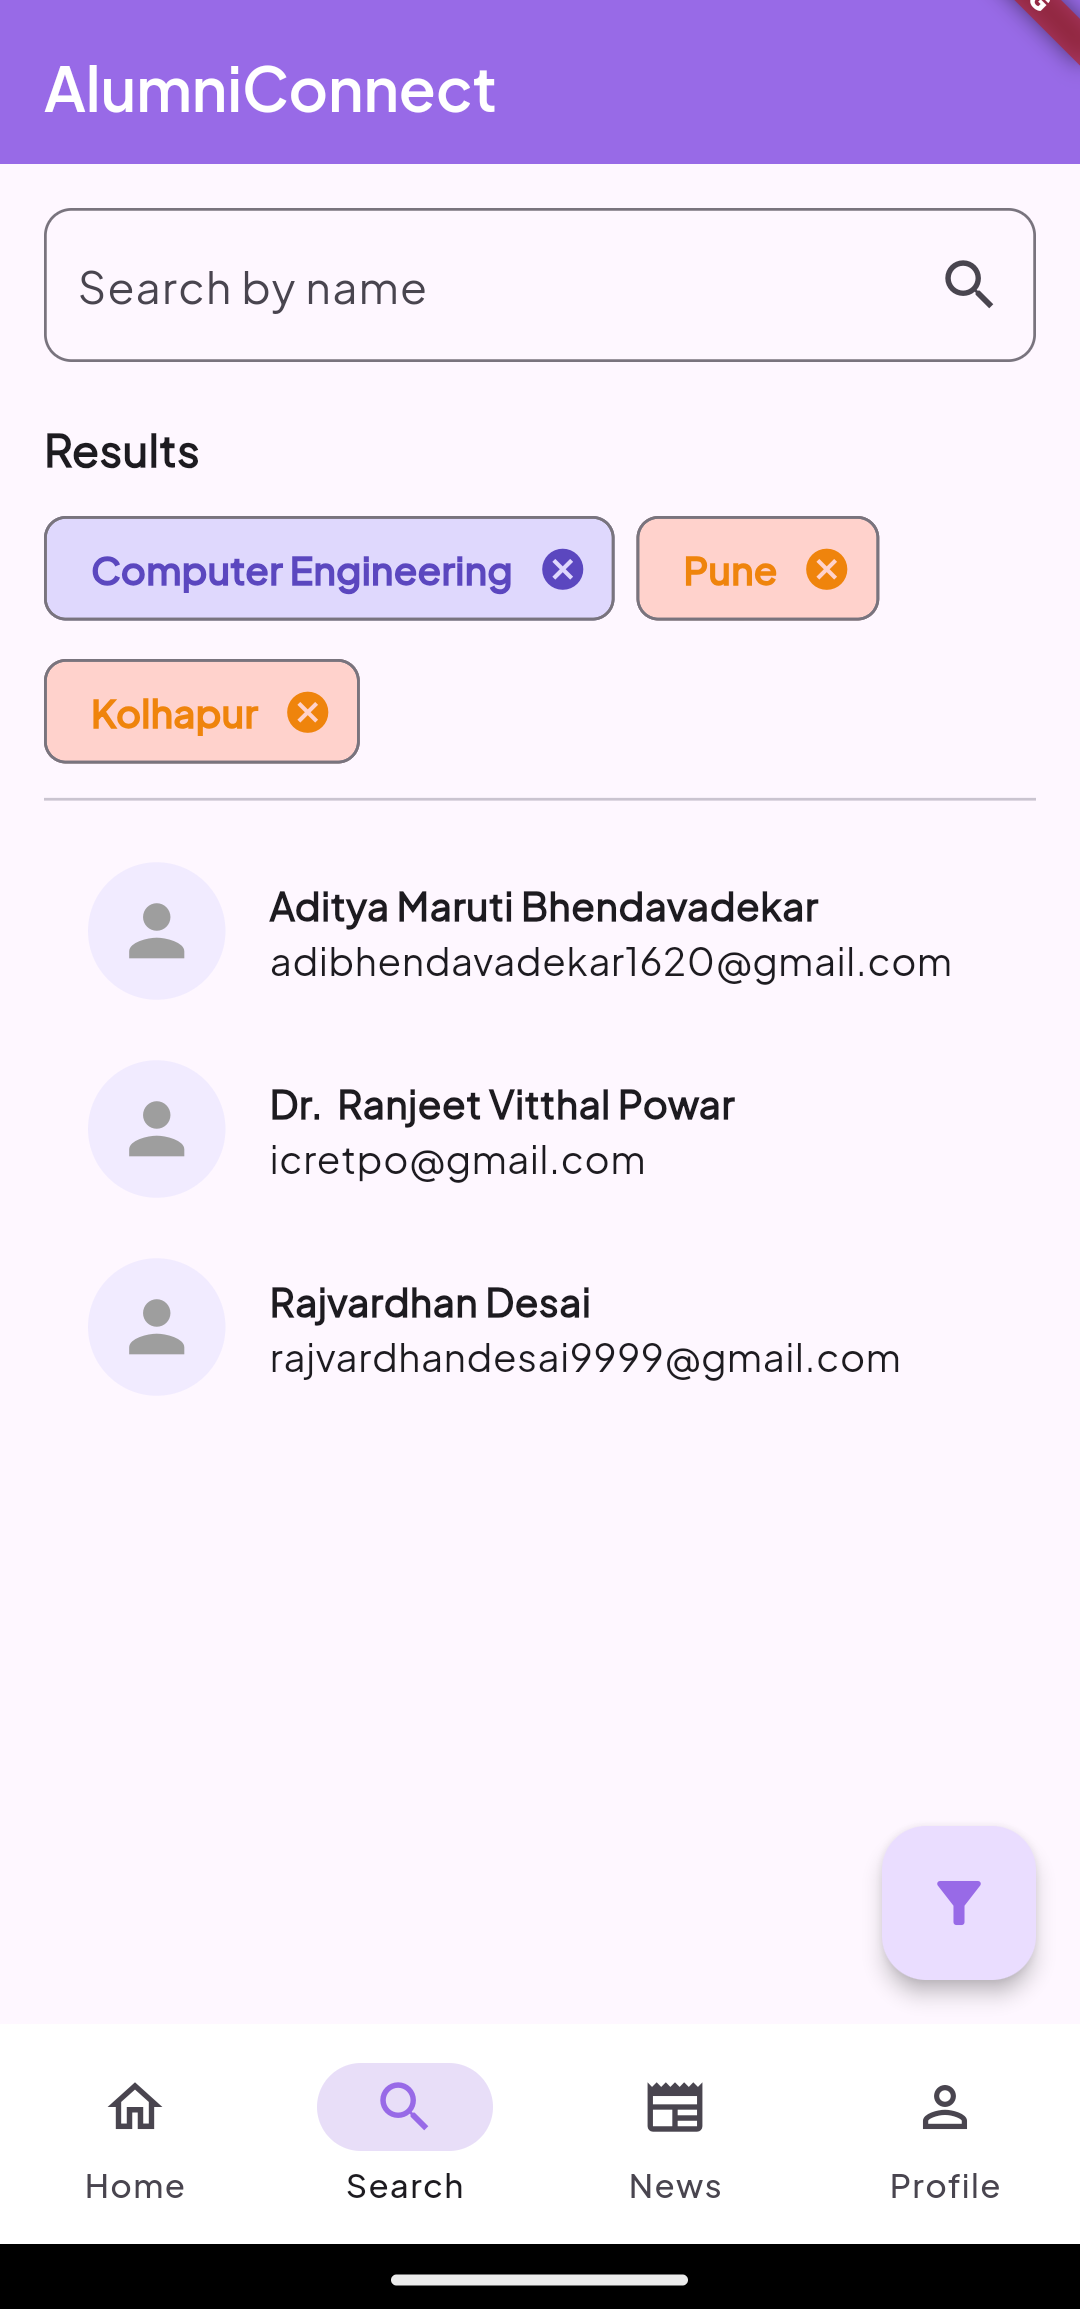 AlumniConnect
Search by name
Results
Computer Engineering
Pune
Kolhapur
Aditya Maruti Bhendavadekar
adibhendavadekar1620@gmail.com
Dr.  Ranjeet Vitthal Powar
icretpo@gmail.com
Rajvardhan Desai
rajvardhandesai9999@gmail.com
Home
Search
News
Profile